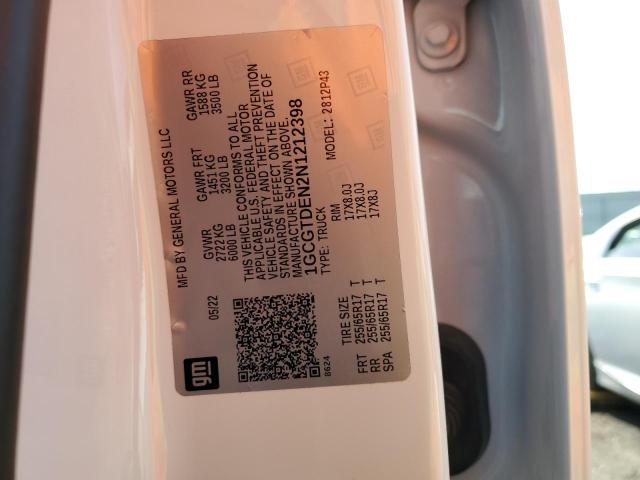 gm
MFD BY GENERAL MOTORS LLC
05/22
GVWR
2722 KG
6000 LB
GAWR FRT
1451 KG
3200 LB
GAWR RR
1588 KG
3500 LB
THIS VEHICLE CONFORMS TO ALL
APPLICABLE U.S. FEDERAL MOTOR
VEHICLE SAFETY AND THEFT PREVENTION
STANDARDS IN EFFECT ON THE DATE OF
MANUFACTURE SHOWN ABOVE.
1GCGTDEN2N1212398
TYPE: TRUCK
MODEL: 2812P43
8624
TIRE SIZE RIM
FRT 255/65R17 T 17X8.0J
RR 255/65R17 T 17X8.0J
SPA 255/65R17 T 17X8J